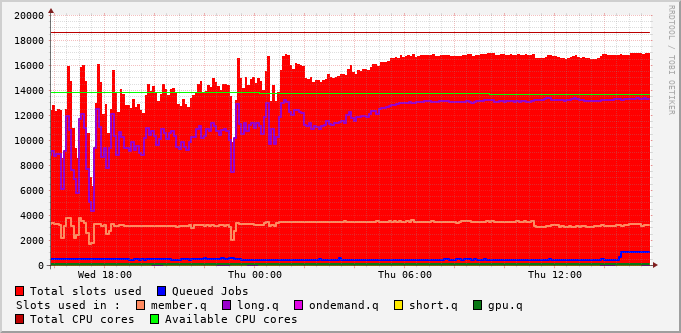 20000
18000
16000
14000
12000
10000
8000
6000
4000
2000
0
Wed 18:00 Thu 00:00 Thu 06:00 Thu 12:00
RRDTOOL / TOBI OETIKER
Total slots used Queued Jobs
Slots used in : member.q long.q ondemand.q short.q gpu.q
Total CPU cores Available CPU cores